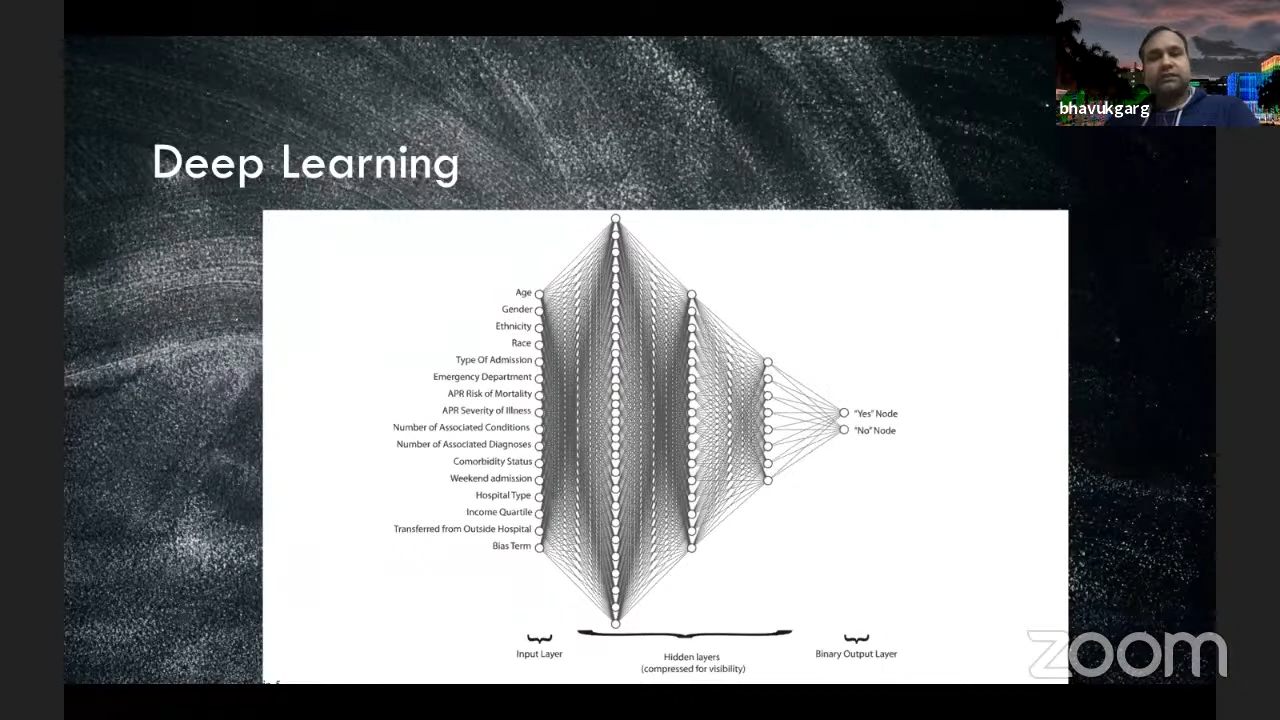 bhavukgarg
Deep Learning
Age
Gender
Ethnicity
Race
Type Of Admission
Emergency Department
APR Risk of Mortality
APR Severity of Illness
Number of Associated Conditions
Number of Associated Diagnoses
Comorbidity Status
Weekend admission
Hospital Type
Income Quartile
Transferred from Outside Hospital
Bias Term
"Yes" Node
"No" Node
Input Layer
Hidden layers
(compressed for visibility)
Binary Output Layer
zoom